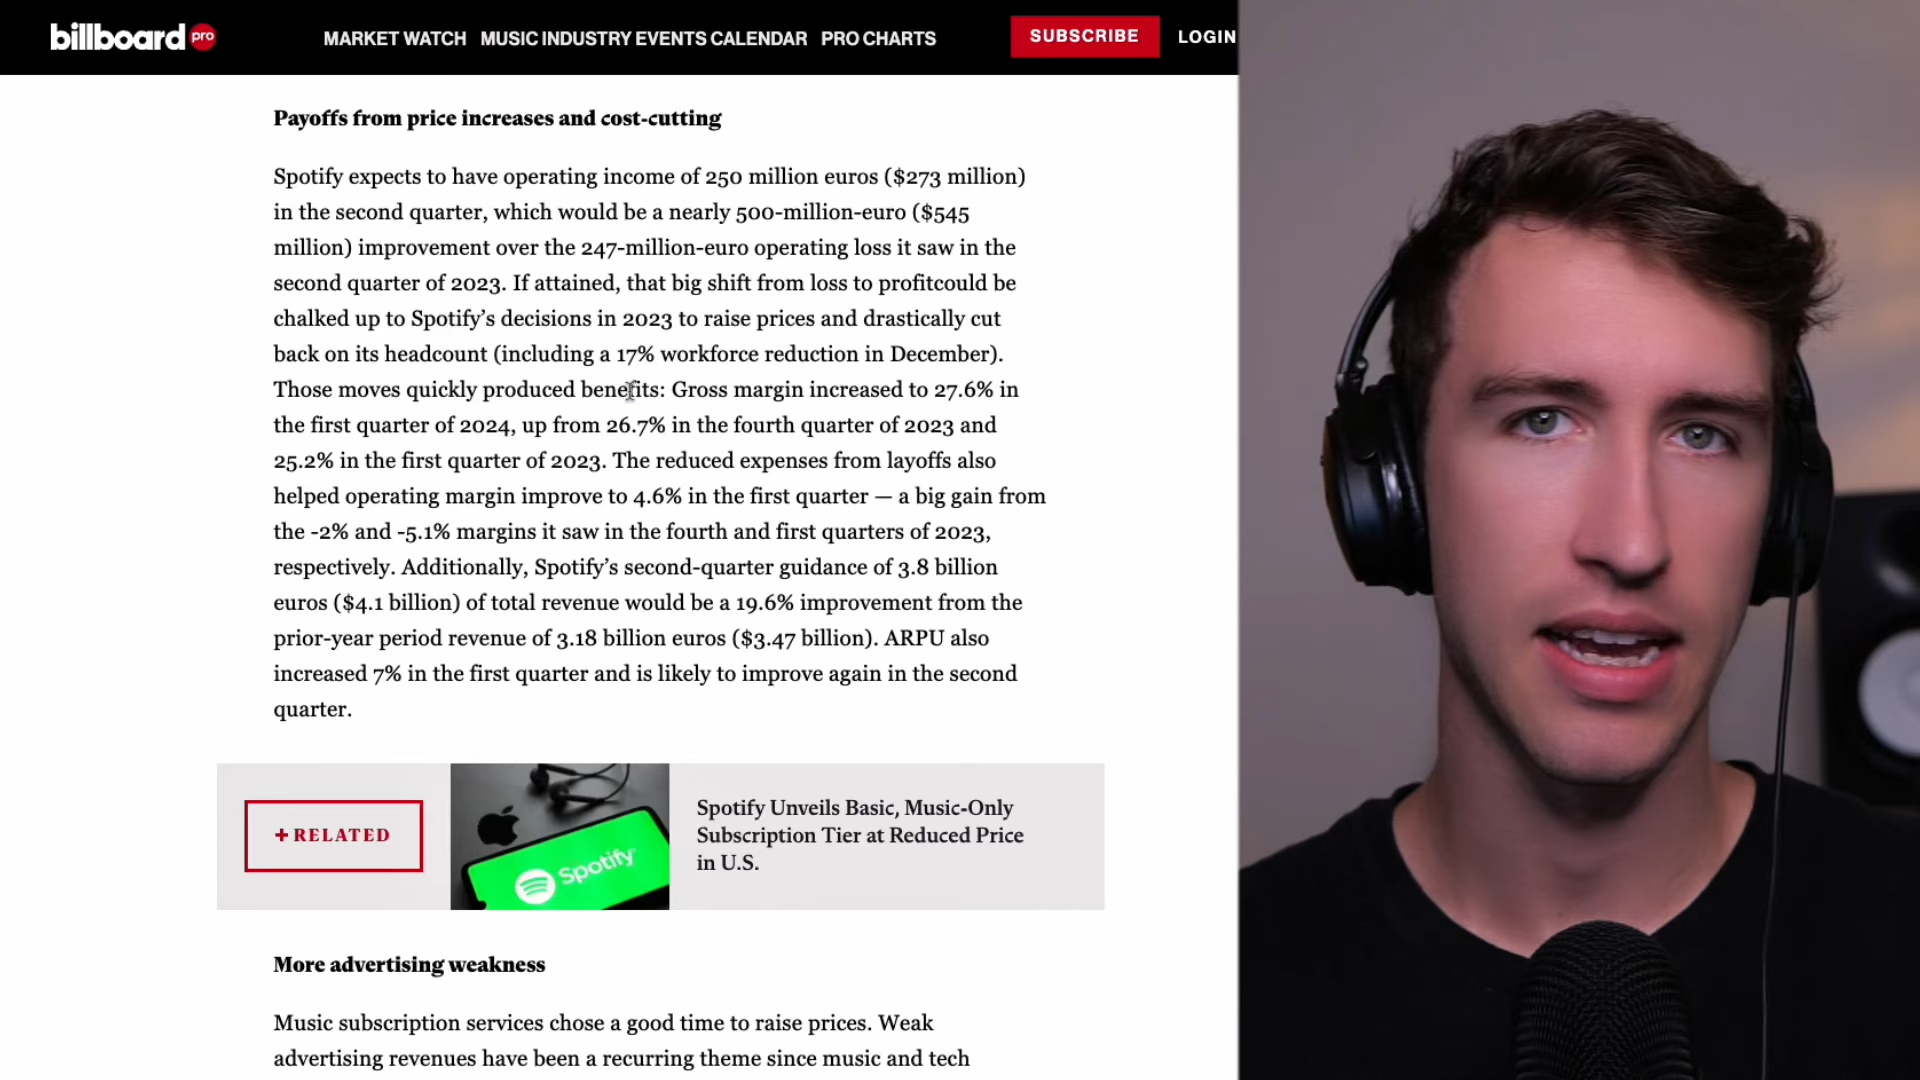 billboard pro
MARKET WATCH MUSIC INDUSTRY EVENTS CALENDAR PRO CHARTS
SUBSCRIBE LOGIN
Payoffs from price increases and cost-cutting
Spotify expects to have operating income of 250 million euros ($273 million)
in the second quarter, which would be a nearly 500-million-euro ($545
million) improvement over the 247-million-euro operating loss it saw in the
second quarter of 2023. If attained, that big shift from loss to profitcould be
chalked up to Spotify’s decisions in 2023 to raise prices and drastically cut
back on its headcount (including a 17% workforce reduction in December).
Those moves quickly produced benefits: Gross margin increased to 27.6% in
the first quarter of 2024, up from 26.7% in the fourth quarter of 2023 and
25.2% in the first quarter of 2023. The reduced expenses from layoffs also
helped operating margin improve to 4.6% in the first quarter — a big gain from
the -2% and -5.1% margins it saw in the fourth and first quarters of 2023,
respectively. Additionally, Spotify’s second-quarter guidance of 3.8 billion
euros ($4.1 billion) of total revenue would be a 19.6% improvement from the
prior-year period revenue of 3.18 billion euros ($3.47 billion). ARPU also
increased 7% in the first quarter and is likely to improve again in the second
quarter.
+ RELATED
Spotify
Spotify Unveils Basic, Music-Only
Subscription Tier at Reduced Price
in U.S.
More advertising weakness
Music subscription services chose a good time to raise prices. Weak
advertising revenues have been a recurring theme since music and tech